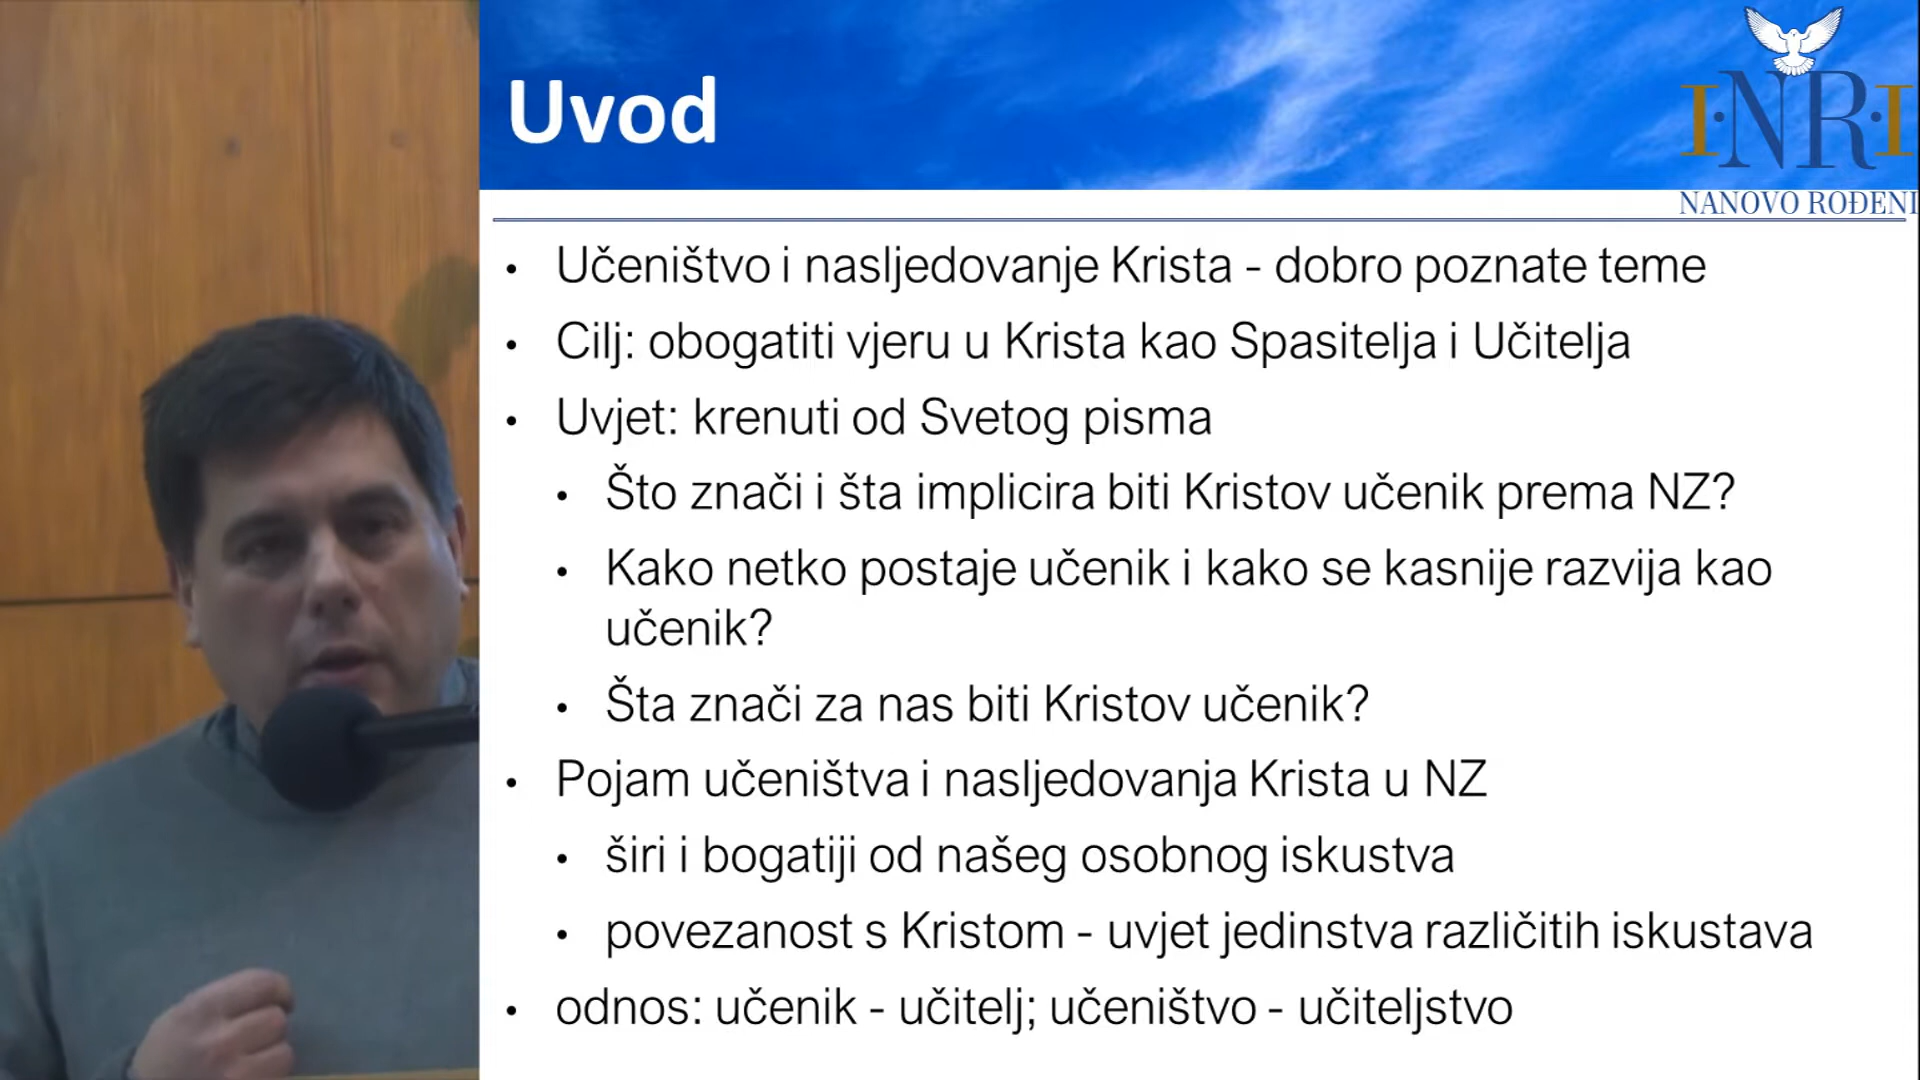 Uvod
I·NR·I
NANOVO ROĐENI
• Učeništvo i nasljedovanje Krista - dobro poznate teme
• Cilj: obogatiti vjeru u Krista kao Spasitelja i Učitelja
• Uvjet: krenuti od Svetog pisma
• Što znači i šta implicira biti Kristov učenik prema NZ?
• Kako netko postaje učenik i kako se kasnije razvija kao
učenik?
• Šta znači za nas biti Kristov učenik?
• Pojam učeništva i nasljedovanja Krista u NZ
• širi i bogatiji od našeg osobnog iskustva
• povezanost s Kristom - uvjet jedinstva različitih iskustava
• odnos: učenik - učitelj; učeništvo - učiteljstvo